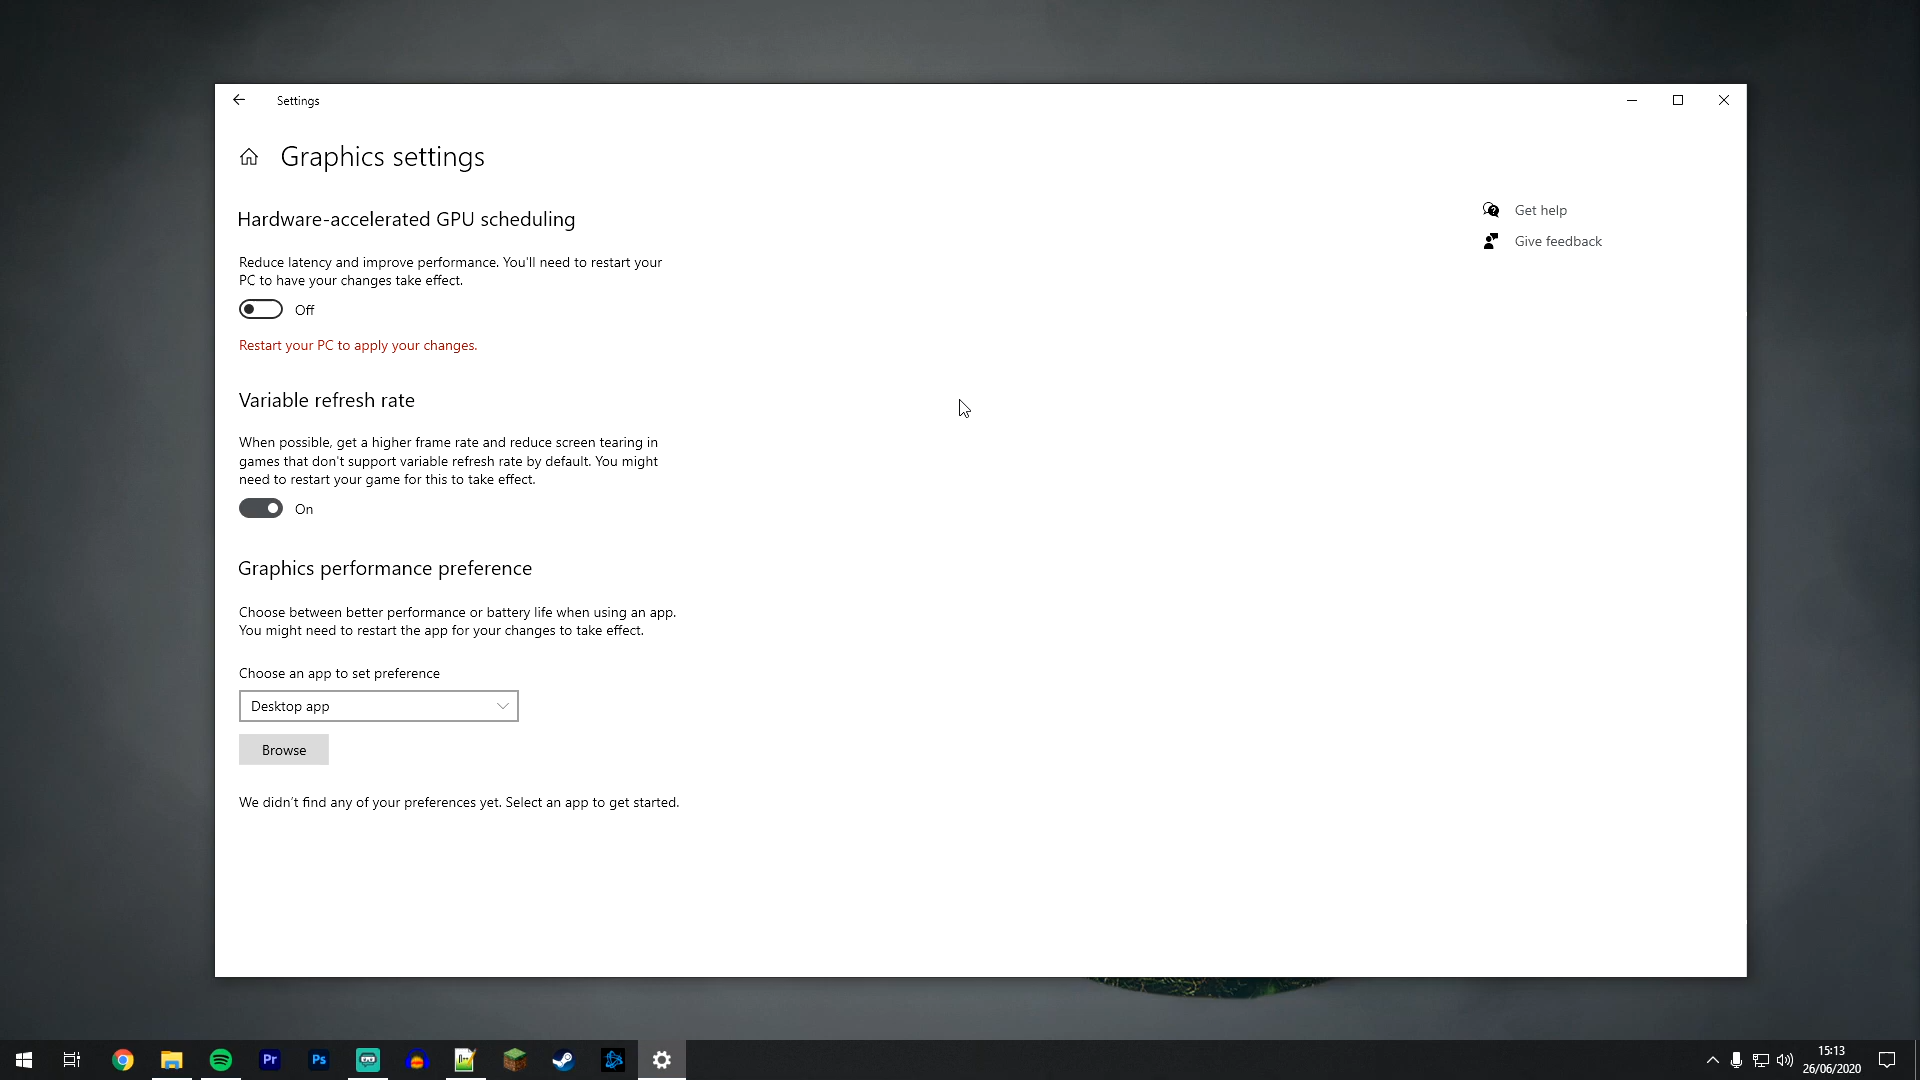 Settings
Graphics settings
Hardware-accelerated GPU scheduling
Reduce latency and improve performance. You'll need to restart your
PC to have your changes take effect.
Off
Restart your PC to apply your changes.
Variable refresh rate
When possible, get a higher frame rate and reduce screen tearing in
games that don't support variable refresh rate by default. You might
need to restart your game for this to take effect.
On
Graphics performance preference
Choose between better performance or battery life when using an app.
You might need to restart the app for your changes to take effect.
Choose an app to set preference
Desktop app
Browse
We didn’t find any of your preferences yet. Select an app to get started.
Get help
Give feedback
Pr
Ps
15:13
26/06/2020